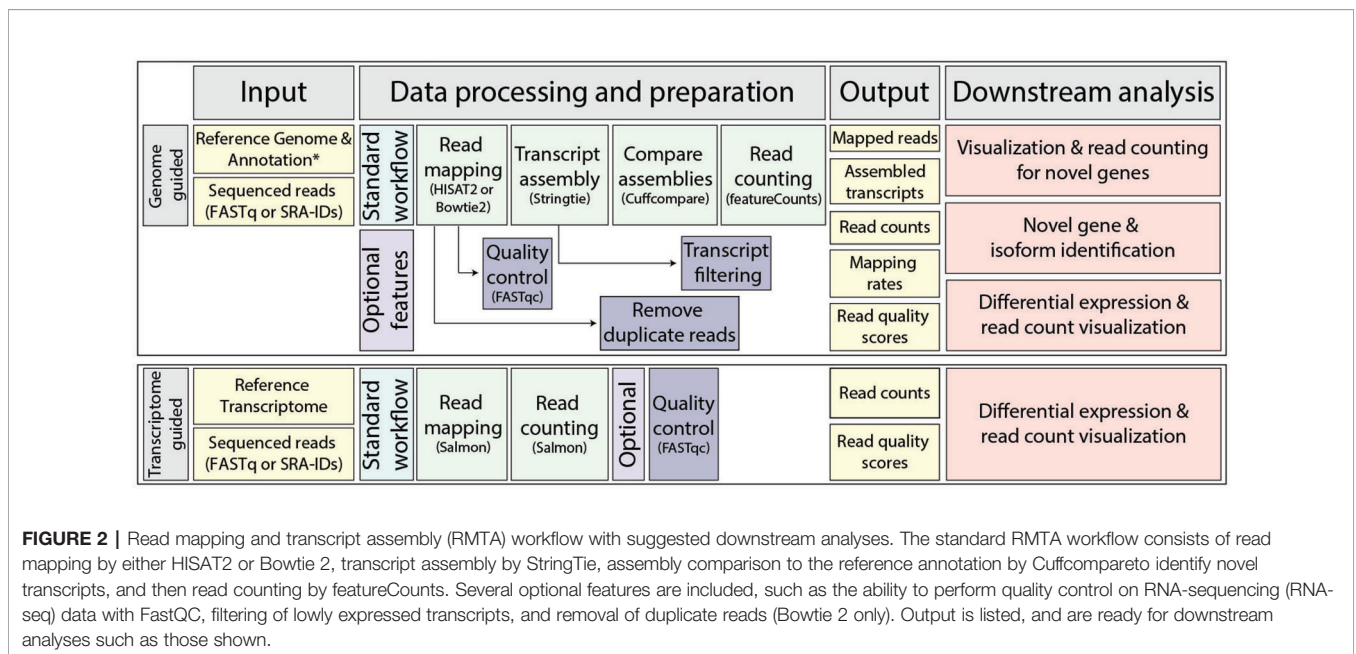 Input
Data processing and preparation
Output
Downstream analysis
Genome
guided
Reference Genome &
Annotation*
Sequenced reads
(FASTq or SRA-IDs)
Standard
workflow
Read
mapping
(HISAT2 or
Bowtie2)
Transcript
assembly
(Stringtie)
Compare
assemblies
(Cuffcompare)
Read
counting
(featureCounts)
Optional
features
Quality
control
(FASTqc)
Transcript
filtering
Remove
duplicate reads
Mapped reads
Assembled
transcripts
Read counts
Mapping
rates
Read quality
scores
Visualization & read counting
for novel genes
Novel gene &
isoform identification
Differential expression &
read count visualization
Transcriptome
guided
Reference
Transcriptome
Sequenced reads
(FASTq or SRA-IDs)
Standard
workflow
Read
mapping
(Salmon)
Read
counting
(Salmon)
Optional
Quality
control
(FASTqc)
Read counts
Read quality
scores
Differential expression &
read count visualization
FIGURE 2 | Read mapping and transcript assembly (RMTA) workflow with suggested downstream analyses. The standard RMTA workflow consists of read
mapping by either HISAT2 or Bowtie 2, transcript assembly by StringTie, assembly comparison to the reference annotation by Cuffcompareto identify novel
transcripts, and then read counting by featureCounts. Several optional features are included, such as the ability to perform quality control on RNA-sequencing (RNA-
seq) data with FastQC, filtering of lowly expressed transcripts, and removal of duplicate reads (Bowtie 2 only). Output is listed, and are ready for downstream
analyses such as those shown.